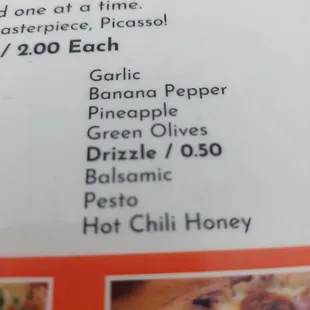 one at a time.
Picasso!
/ 2.00 Each
Garlic
Banana Pepper
Pineapple
Green Olives
Drizzle / 0.50
Balsamic
Pesto
Hot Chili Honey